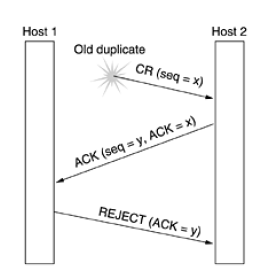 Host 1
Host 2
Old duplicate
CR (seq = x)
ACK (seq = y, ACK = x)
REJECT (ACK = y)